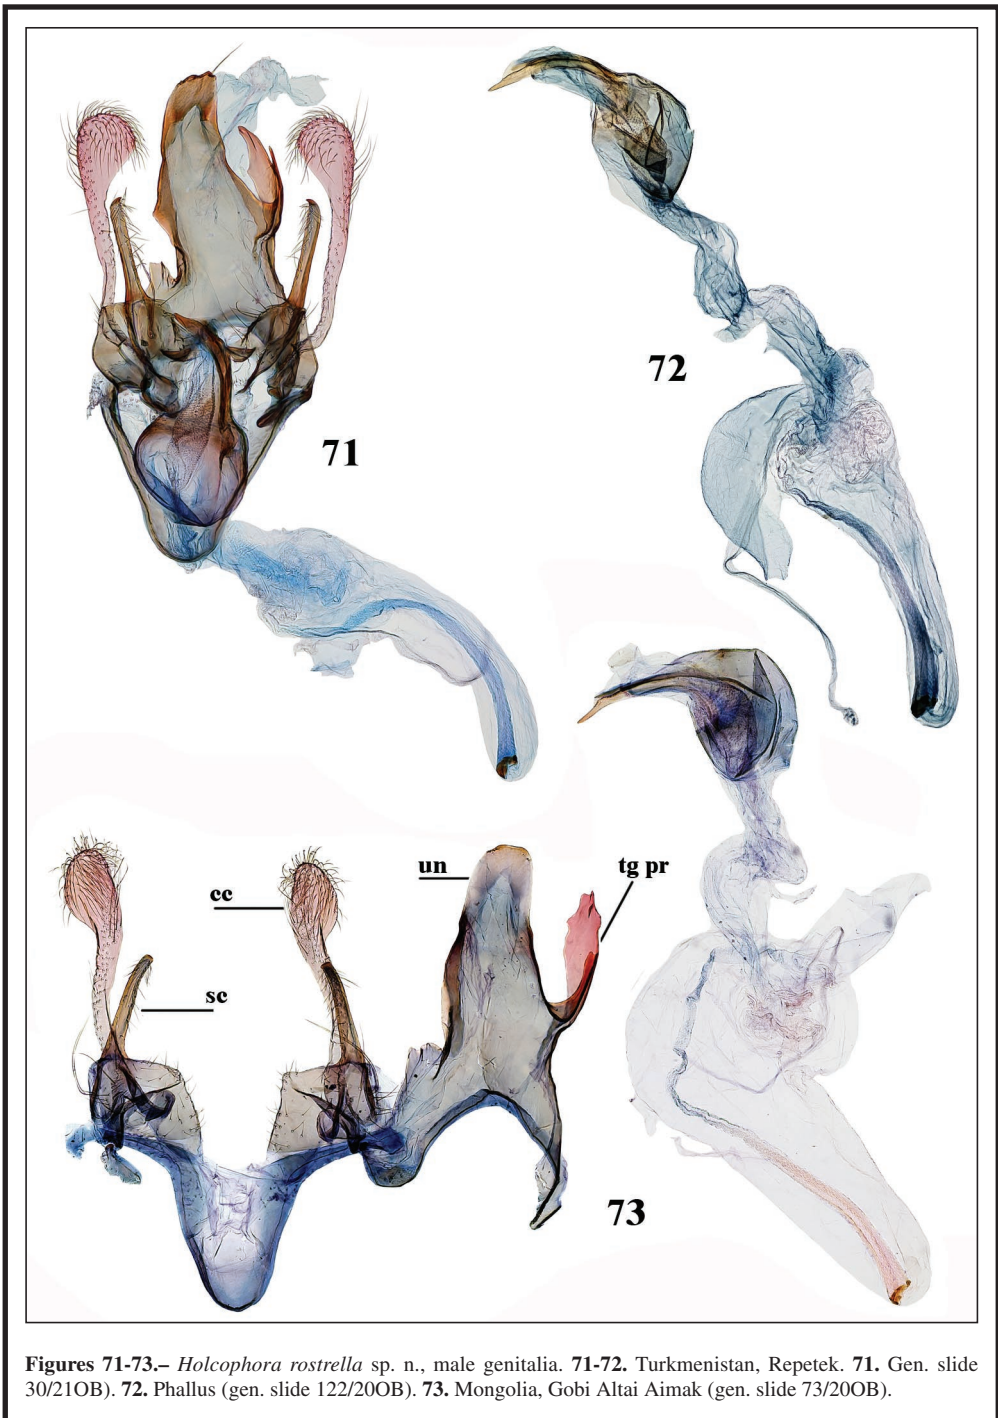 71
72
un
tg pr
cc
sc
73
Figures 71-73.– Holcophora rostrella sp. n., male genitalia. 71-72. Turkmenistan, Repetek. 71. Gen. slide
30/21OB). 72. Phallus (gen. slide 122/20OB). 73. Mongolia, Gobi Altai Aimak (gen. slide 73/20OB).